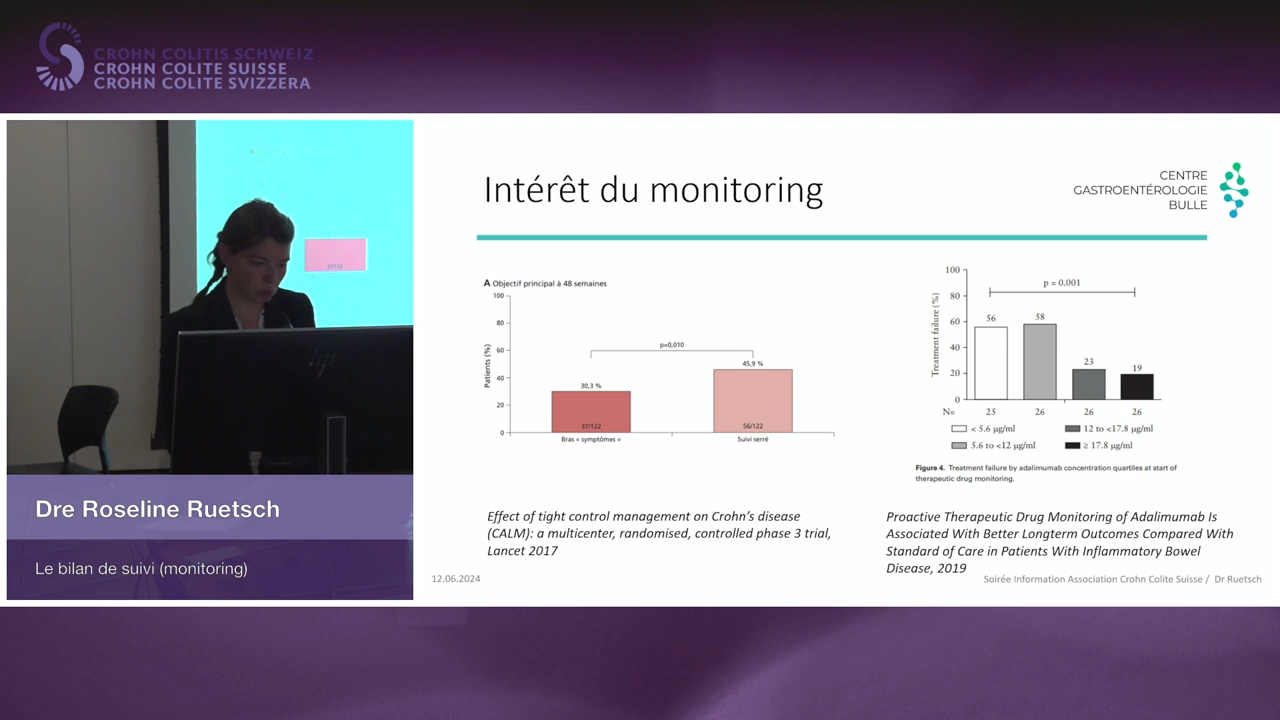 CROHN COLITIS SCHWEIZ
CROHN COLITE SUISSE
CROHN COLITE SVIZZERA
Dre Roseline Ruetsch
Le bilan de suivi (monitoring)
Intérêt du monitoring
CENTRE
GASTROENTÉROLOGIE
BULLE
A Objectif principal à 48 semaines
100
80
60
40
20
0
Patients (%)
p=0,010
30,3 %
45,9 %
37/122
56/122
Bras « symptômes »
Suivi serré
Effect of tight control management on Crohn’s disease
(CALM): a multicenter, randomised, controlled phase 3 trial,
Lancet 2017
100
80
60
40
20
0
Treatment failure (%)
p = 0.001
56
58
23
19
N=
25
26
26
26
< 5.6 µg/ml
12 to <17.8 µg/ml
5.6 to <12 µg/ml
≥ 17.8 µg/ml
Figure 4. Treatment failure by adalimumab concentration quartiles at start of
therapeutic drug monitoring.
Proactive Therapeutic Drug Monitoring of Adalimumab Is
Associated With Better Longterm Outcomes Compared With
Standard of Care in Patients With Inflammatory Bowel
Disease, 2019
12.06.2024
Soirée Information Association Crohn Colite Suisse / Dr Ruetsch